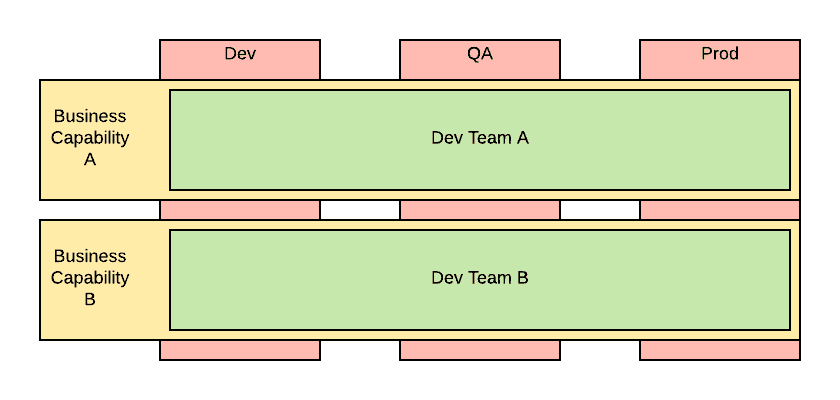 Dev
QA
Prod
Business
Capability
A
Dev Team A
Business
Capability
B
Dev Team B